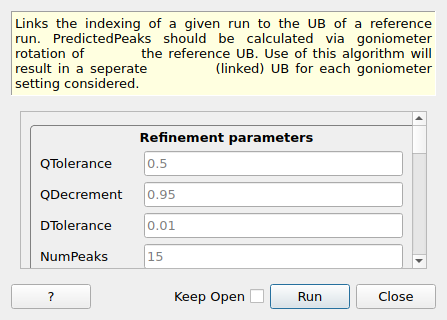 Links the indexing of a given run to the UB of a reference
run. PredictedPeaks should be calculated via goniometer
rotation of the reference UB. Use of this algorithm will
result in a seperate (linked) UB for each goniometer
setting considered.
Refinement parameters
QTolerance 0.5
QDecrement 0.95
DTolerance 0.01
NumPeaks 15
? Keep Open Run Close